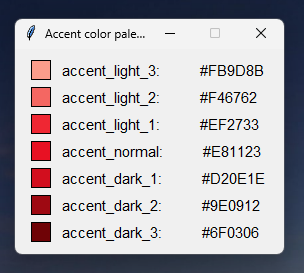 Accent color pale...
accent_light_3: #FB9D8B
accent_light_2: #F46762
accent_light_1: #EF2733
accent_normal: #E81123
accent_dark_1: #D20E1E
accent_dark_2: #9E0912
accent_dark_3: #6F0306